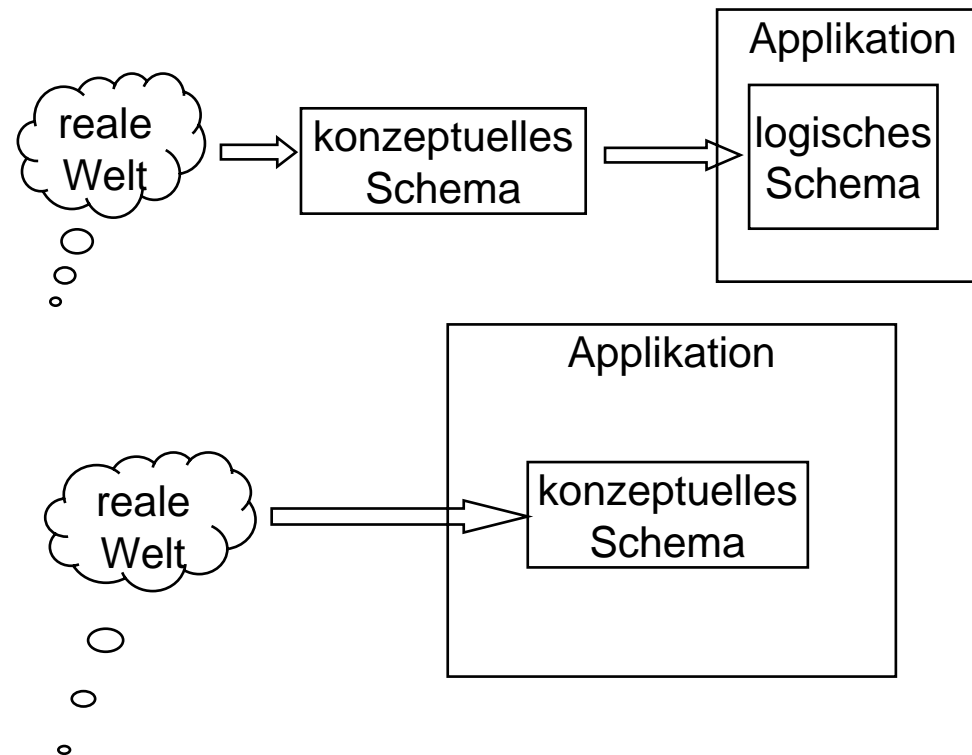 reale
Welt
konzeptuelles
Schema
Applikation
logisches
Schema
Applikation
reale
Welt
konzeptuelles
Schema